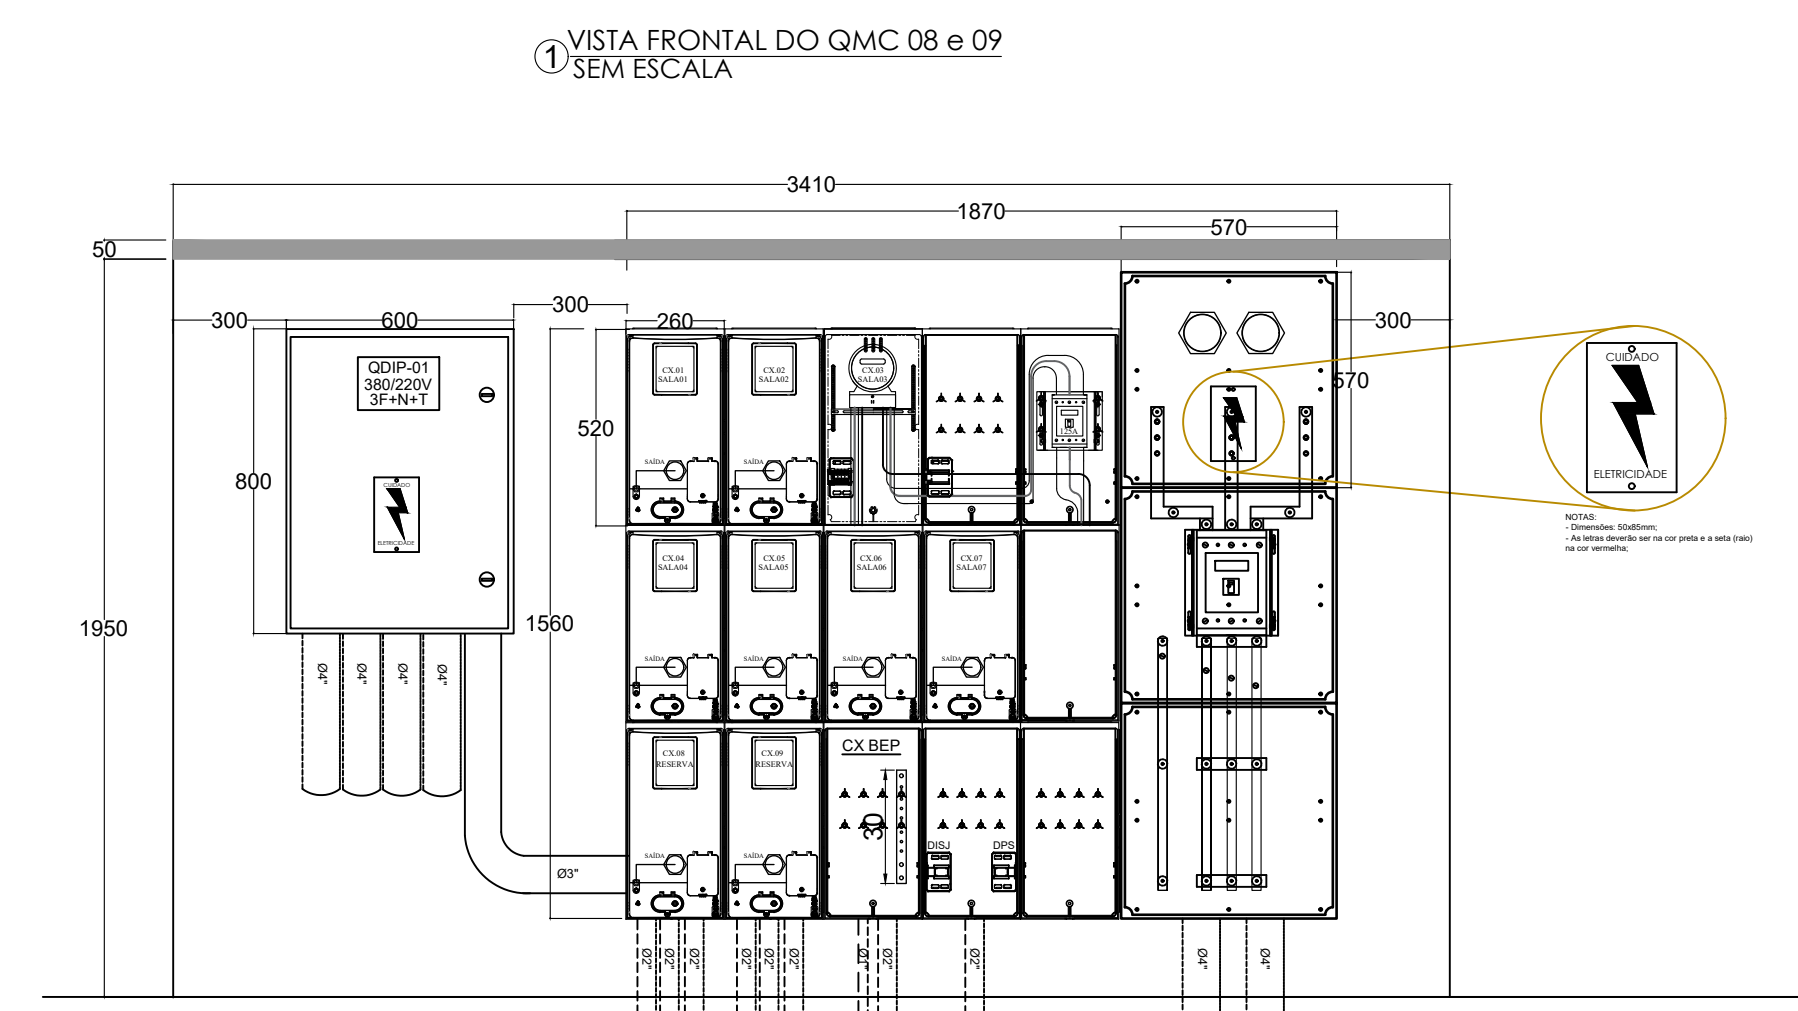 1
VISTA FRONTAL DO QMC 08 e 09
SEM ESCALA
3410
1870
570
50
300
600
300
260
300
570
520
800
1560
1950
QDIP-01
380/220V
3F+N+T
CUIDADO
ELETRICIDADE
CX.01
SALA01
SAÍDA
CX.02
SALA02
SAÍDA
CX.03
SALA03
125A
CX.04
SALA04
SAÍDA
CX.05
SALA05
SAÍDA
CX.06
SALA06
SAÍDA
CX.07
SALA07
SAÍDA
CX.08
RESERVA
SAÍDA
CX.09
RESERVA
SAÍDA
CX BEP
30
DISJ
DPS
Ø4"
Ø4"
Ø4"
Ø4"
Ø3"
Ø2"
Ø2"
Ø2"
Ø2"
Ø2"
Ø2"
Ø1"
Ø2"
Ø2"
Ø4"
Ø4"
CUIDADO
ELETRICIDADE
NOTAS:
- Dimensões: 50x85mm;
- As letras deverão ser na cor preta e a seta (raio)
na cor vermelha;